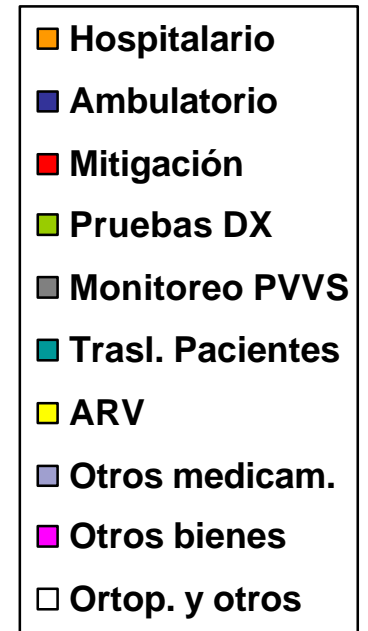 Hospitalario
Ambulatorio
Mitigación
Pruebas DX
Monitoreo PVVS
Trasl. Pacientes
ARV
Otros medicam.
Otros bienes
Ortop. y otros